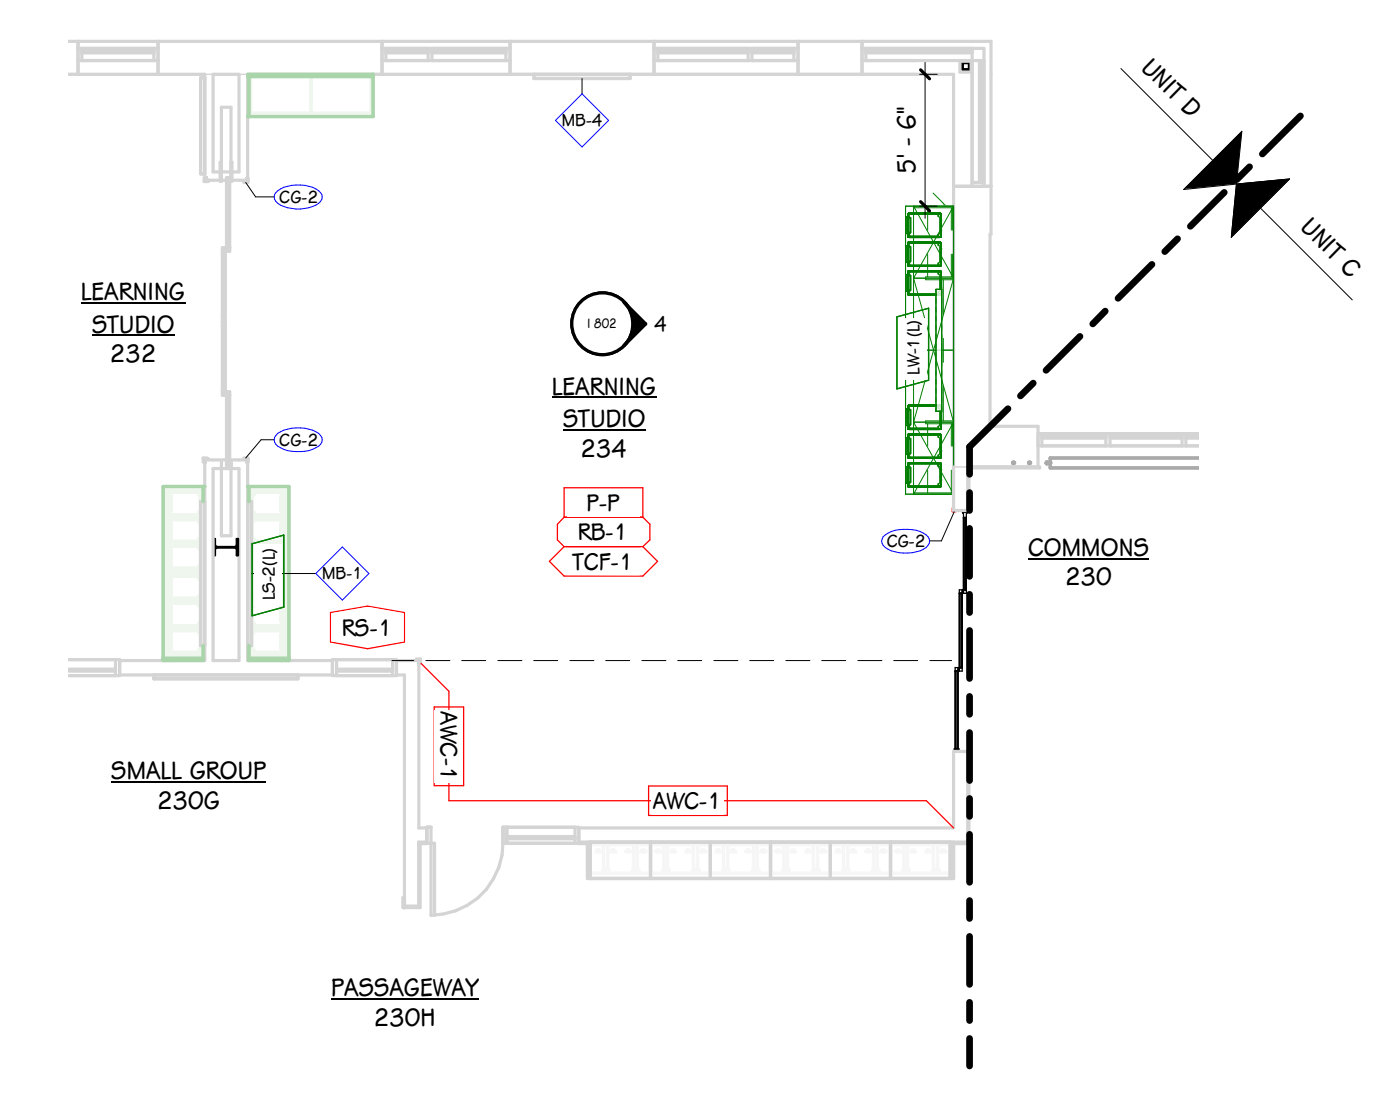 UNIT D
UNIT C
MB-4
5' - 6"
CG-2
LEARNING
STUDIO
232
1802
4
LW-1 (L)
LEARNING
STUDIO
234
CG-2
P-P
RB-1
TCF-1
CG-2
COMMONS
230
LS-2(L)
MB-1
RS-1
AWC-1
AWC-1
SMALL GROUP
230G
PASSAGEWAY
230H